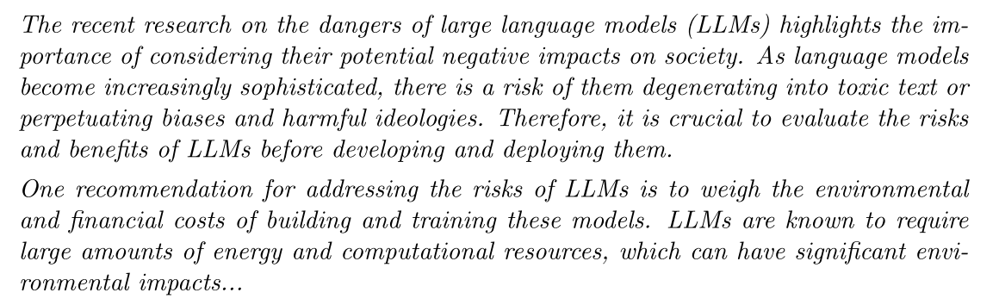 The recent research on the dangers of large language models (LLMs) highlights the im-
portance of considering their potential negative impacts on society. As language models
become increasingly sophisticated, there is a risk of them degenerating into toxic text or
perpetuating biases and harmful ideologies. Therefore, it is crucial to evaluate the risks
and benefits of LLMs before developing and deploying them.
One recommendation for addressing the risks of LLMs is to weigh the environmental
and financial costs of building and training these models. LLMs are known to require
large amounts of energy and computational resources, which can have significant envi-
ronmental impacts...